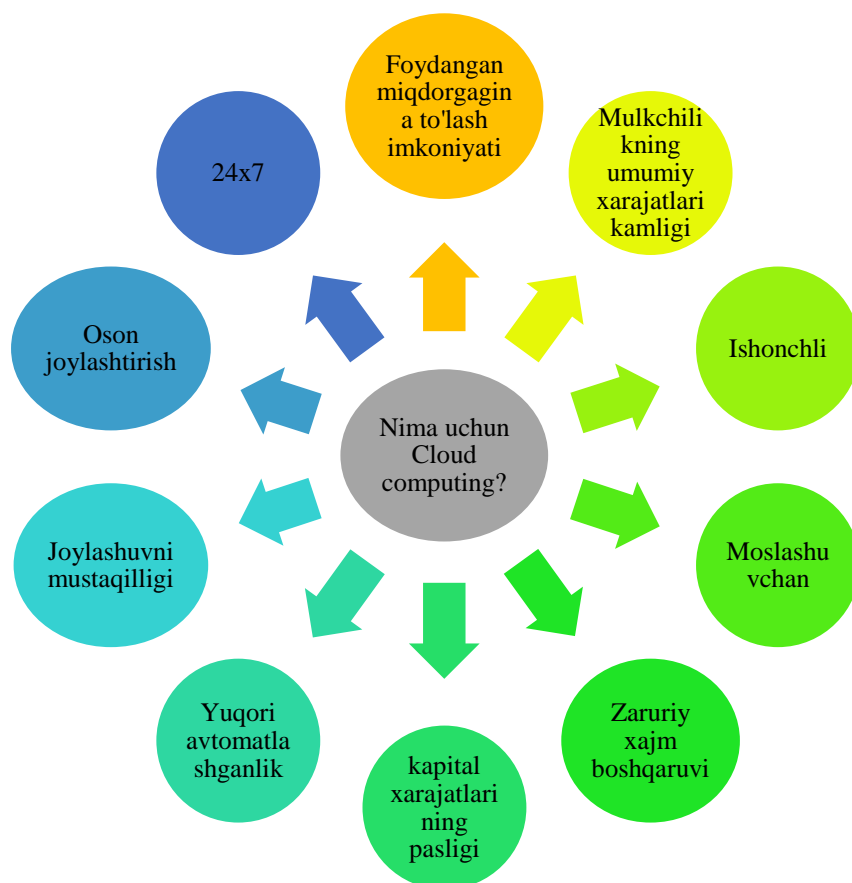 Foydangan
miqdorgagin
a to'lash
imkoniyati
Mulkchili
kning
umumiy
xarajatlari
kamligi
Ishonchli
Moslashu
vchan
Zaruriy
xajm
boshqaruvi
kapital
xarajatlari
ning
pasligi
Yuqori
avtomatla
shganlik
Joylashuvni
mustaqilligi
Oson
joylashtirish
24x7
Nima uchun
Cloud
computing?